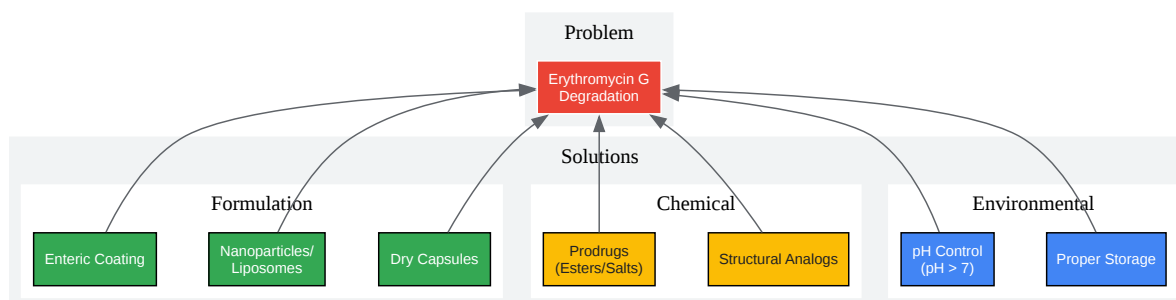 Problem
Erythromycin G
Degradation
Solutions
Formulation
Chemical
Environmental
Enteric Coating
Nanoparticles/
Liposomes
Dry Capsules
Prodrugs
(Esters/Salts)
Structural Analogs
pH Control
(pH > 7)
Proper Storage